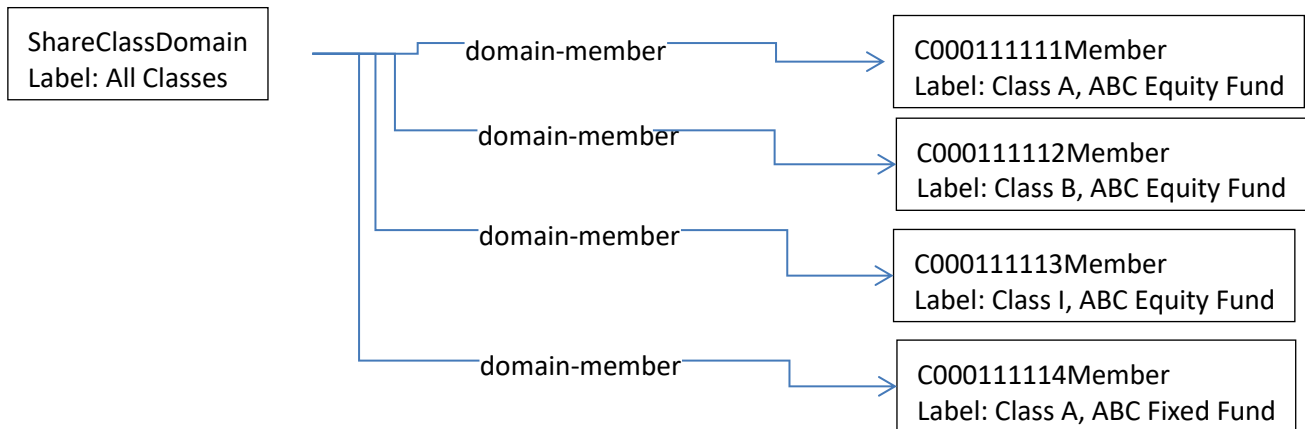 ShareClassDomain
Label: All Classes
domain-member
C000111111Member
Label: Class A, ABC Equity Fund
domain-member
C000111112Member
Label: Class B, ABC Equity Fund
domain-member
C000111113Member
Label: Class I, ABC Equity Fund
domain-member
C000111114Member
Label: Class A, ABC Fixed Fund